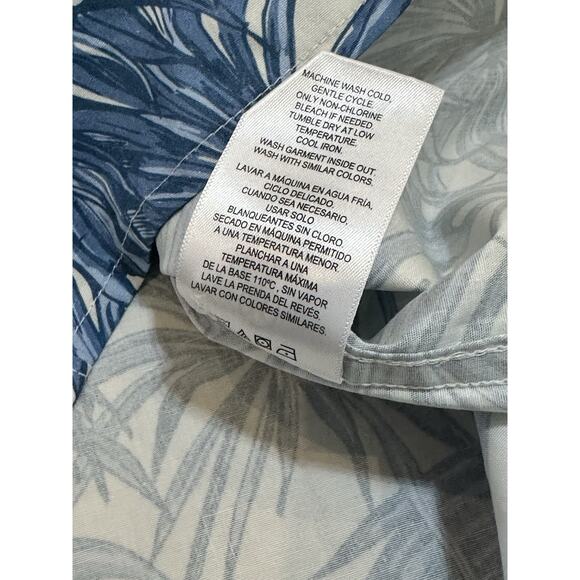 MACHINE WASH COLD,
GENTLE CYCLE.
ONLY NON-CHLORINE
BLEACH IF NEEDED
TUMBLE DRY AT LOW
TEMPERATURE.
COOL IRON.
WASH GARMENT INSIDE OUT.
WASH WITH SIMILAR COLORS.
LAVAR A MÁQUINA EN AGUA FRÍA,
CICLO DELICADO.
CUANDO SEA NECESARIO,
USAR SOLO
BLANQUEANTES SIN CLORO
SECADO EN MÁQUINA PERMITIDO
A UNA TEMPERATURA MENOR.
PLANCHAR A UNA
TEMPERATURA MÁXIMA
DE LA BASE 110ºC , SIN VAPOR
LAVE LA PRENDA DEL REVÉS.
LAVAR CON COLORES SIMILARES.